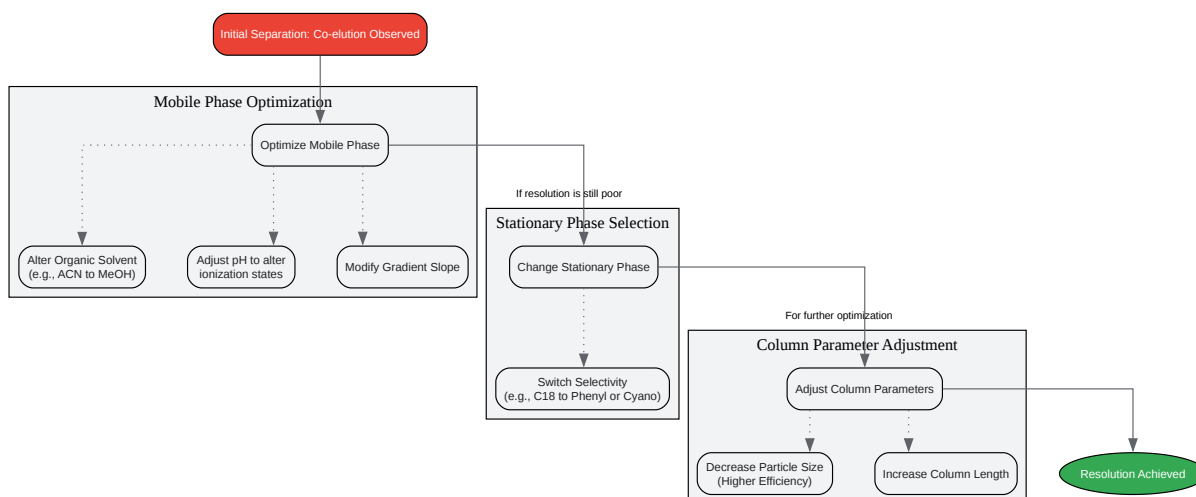 Initial Separation: Co-elution Observed
Mobile Phase Optimization
Optimize Mobile Phase
Alter Organic Solvent
(e.g., ACN to MeOH)
Adjust pH to alter
ionization states
Modify Gradient Slope
If resolution is still poor
Stationary Phase Selection
Change Stationary Phase
Switch Selectivity
(e.g., C18 to Phenyl or Cyano)
For further optimization
Column Parameter Adjustment
Adjust Column Parameters
Decrease Particle Size
(Higher Efficiency)
Increase Column Length
Resolution Achieved